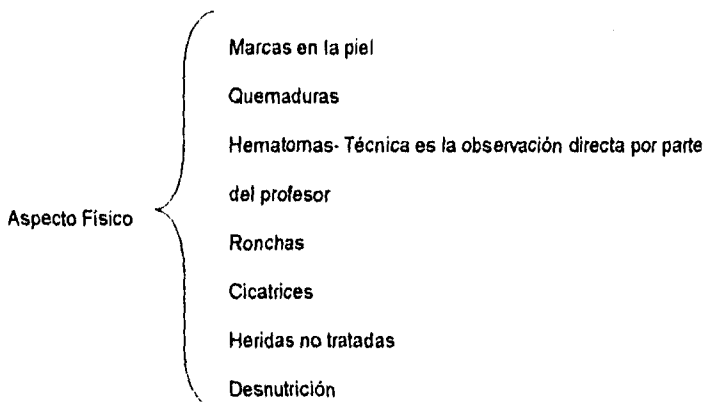 Marcas en la piel
Quemaduras
Hematomas- Técnica es la observación directa por parte
del profesor
Aspecto Físico
Ronchas
Cicatrices
Heridas no tratadas
Desnutrición